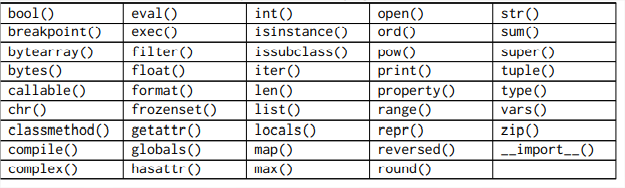 bool() eval() int() open() str()
breakpoint() exec() isinstance() ord() sum()
bytearray() filter() issubclass() pow() super()
bytes() float() iter() print() tuple()
callable() format() len() property() type()
chr() frozenset() list() range() vars()
classmethod() getattr() locals() repr() zip()
compile() globals() map() reversed() __import__()
complex() hasattr() max() round()